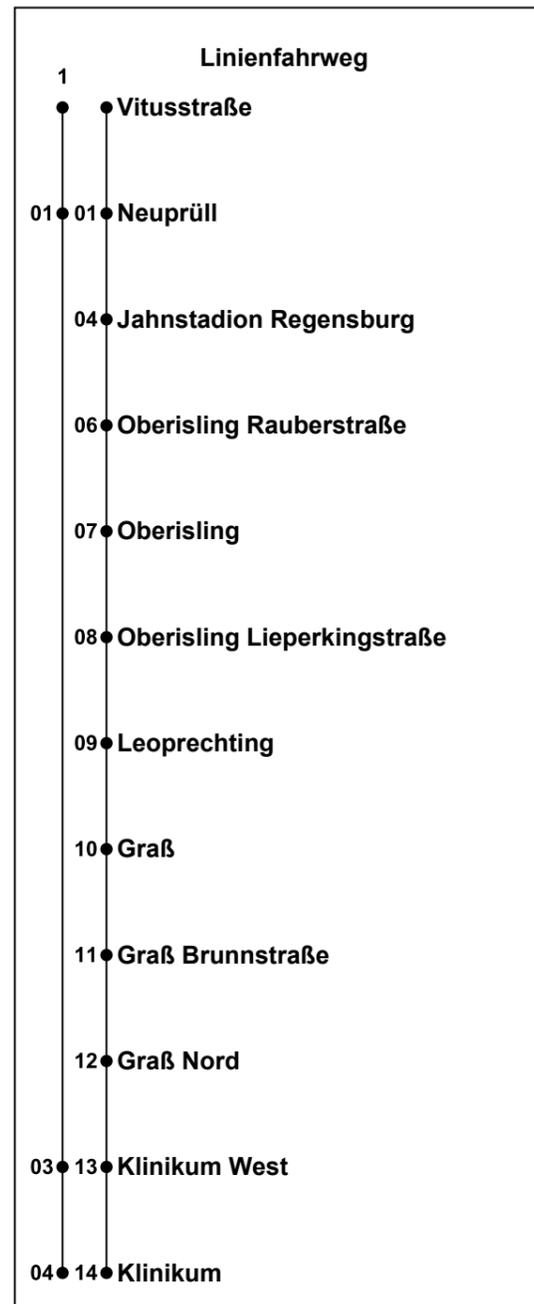 Linienfahrweg
1
Vitusstraße
01 01 Neuprüll
04 Jahnstadion Regensburg
06 Oberisling Rauberstraße
07 Oberisling
08 Oberisling Lieperkingstraße
09 Leoprechting
10 Graß
11 Graß Brunnstraße
12 Graß Nord
03 13 Klinikum West
04 14 Klinikum